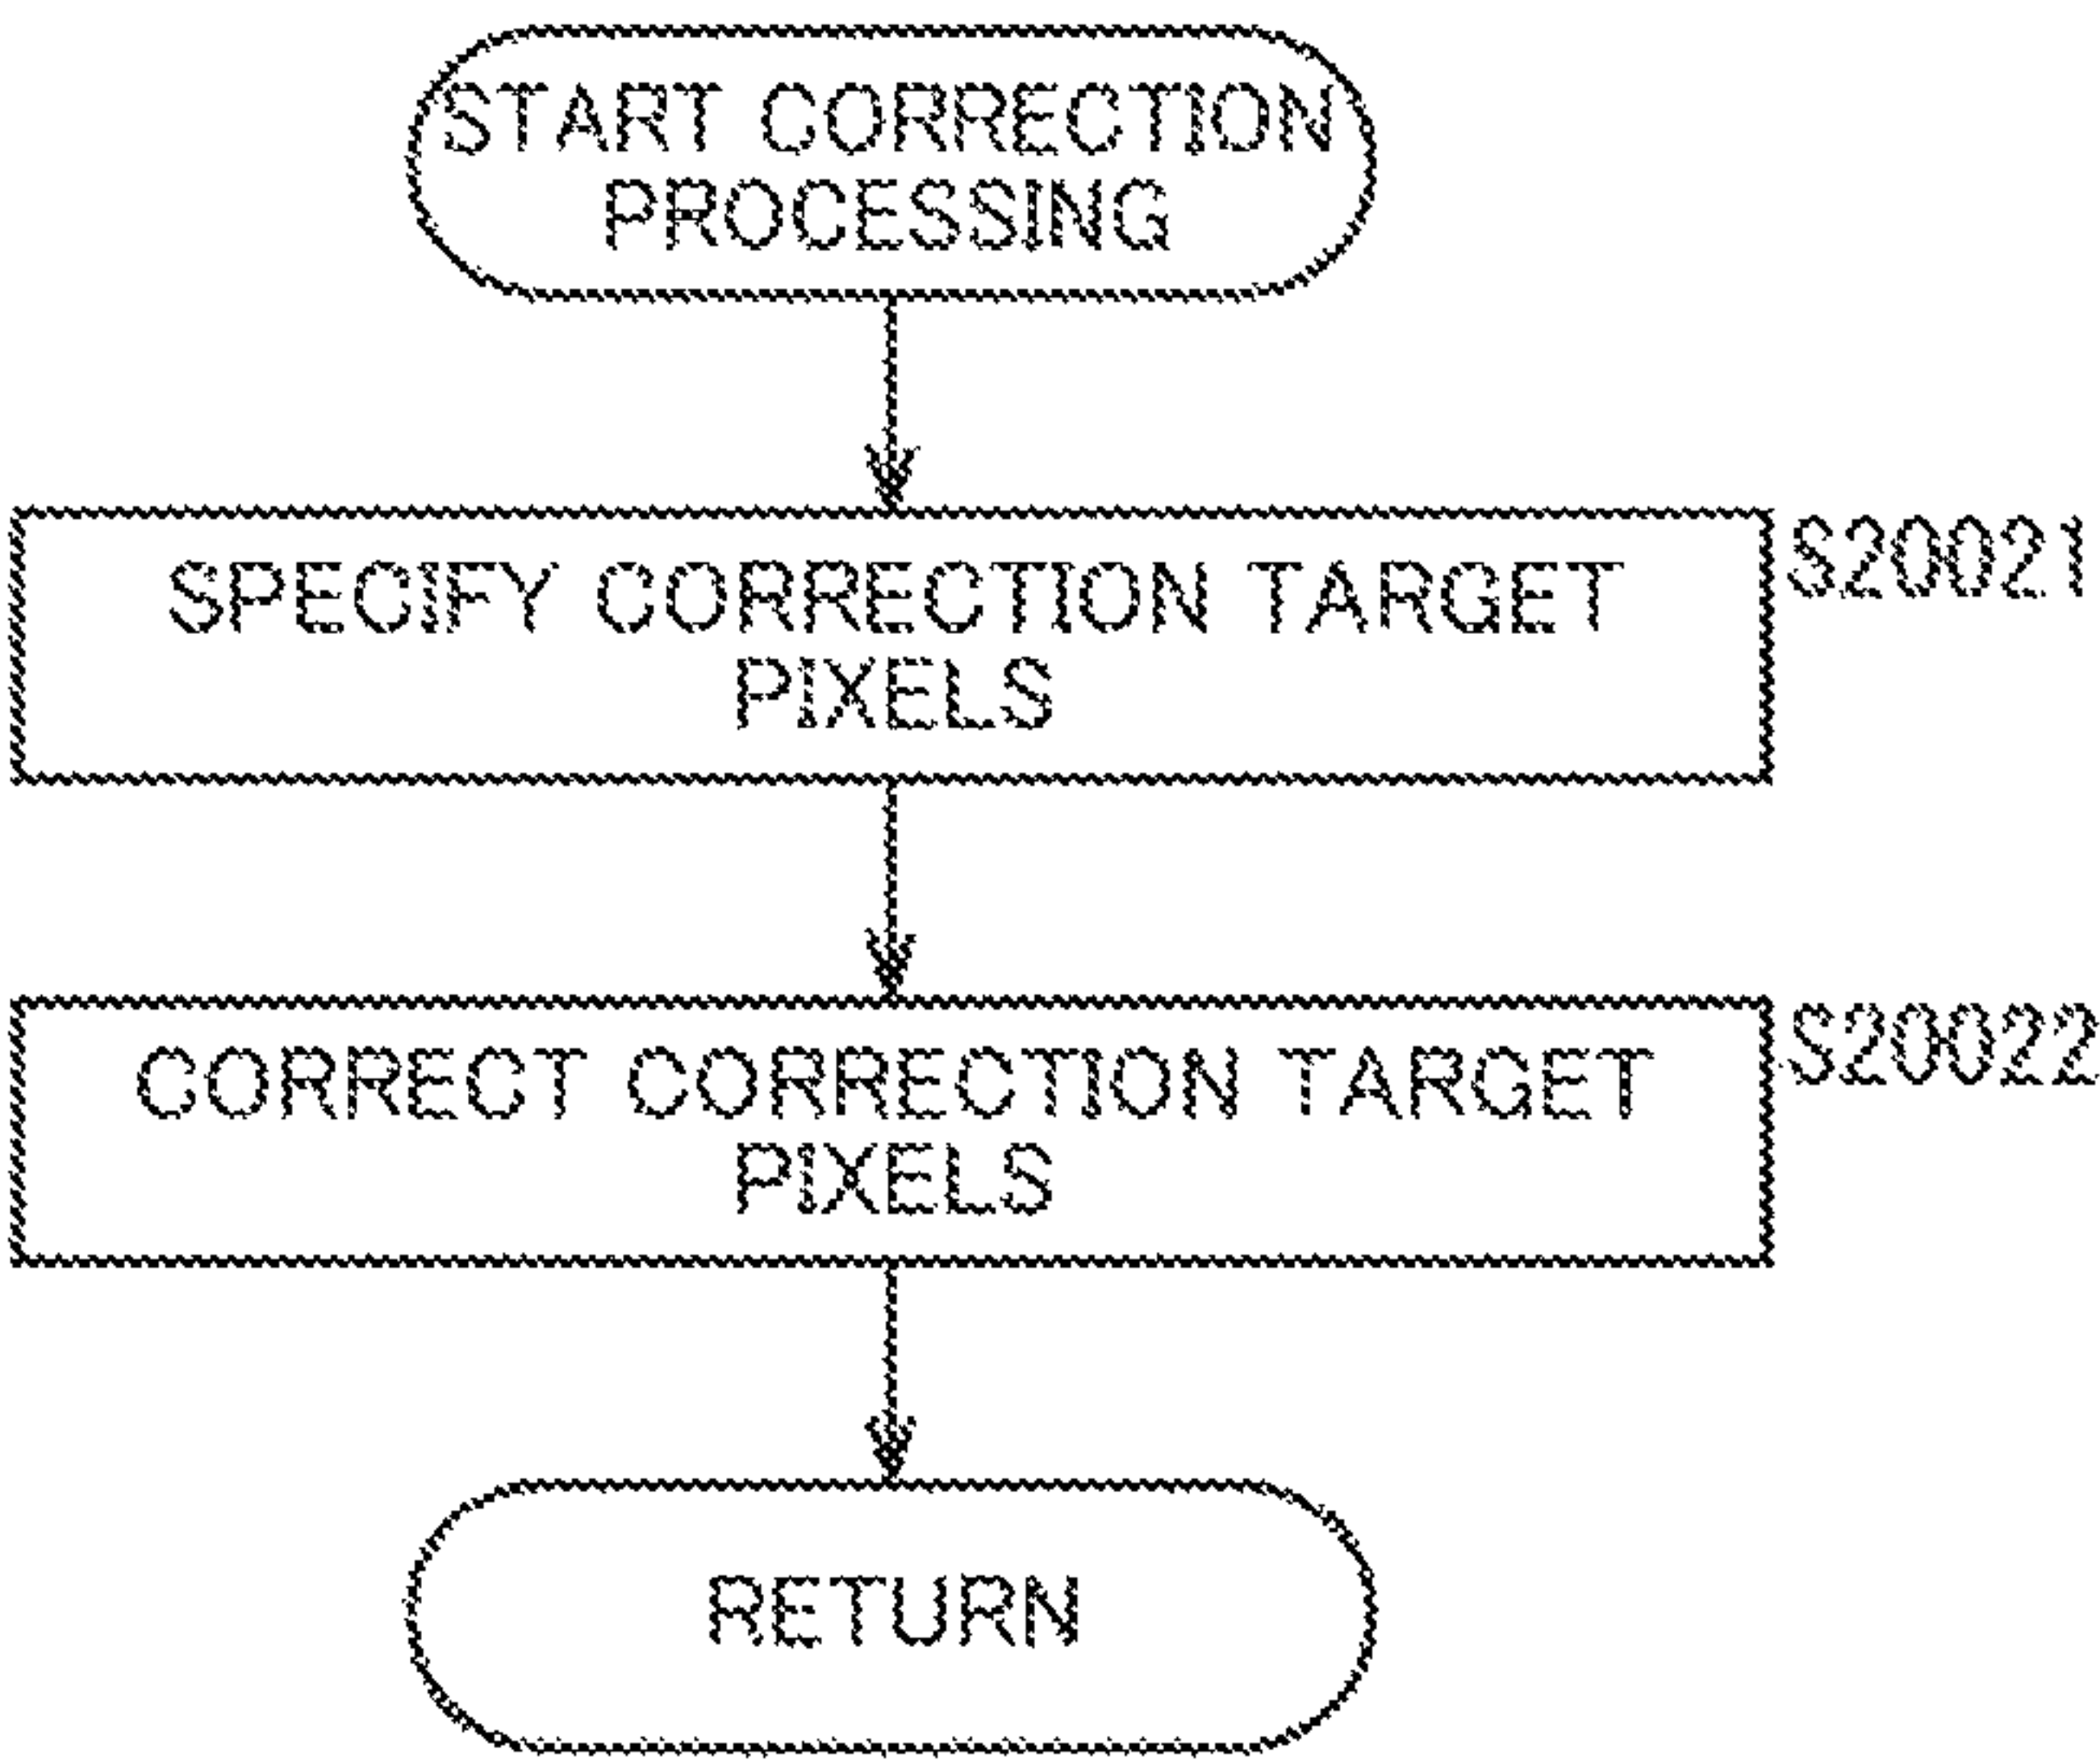 START CORRECTION
PROCESSING
SPECIFY CORRECTION TARGET
PIXELS
S20021
CORRECT CORRECTION TARGET
PIXELS
S20022
RETURN